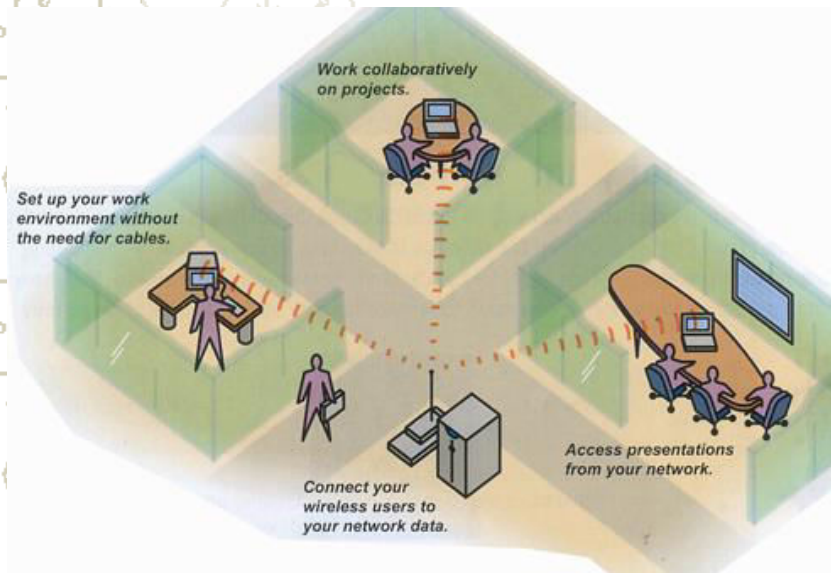 Work collaboratively
on projects.
Set up your work
environment without
the need for cables.
Access presentations
from your network.
Connect your
wireless users to
your network data.